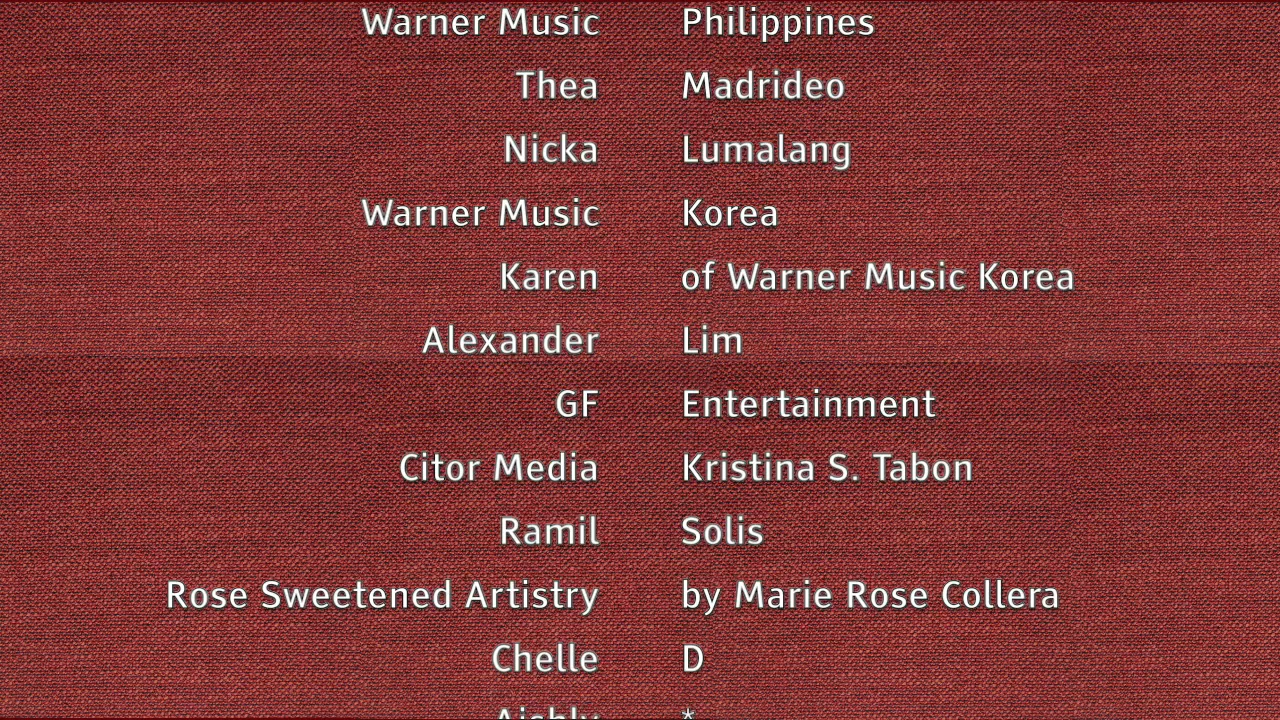 Warner Music Philippines
Thea Madrideo
Nicka Lumalang
Warner Music Korea
Karen of Warner Music Korea
Alexander Lim
GF Entertainment
Citor Media Kristina S. Tabon
Ramil Solis
Rose Sweetened Artistry by Marie Rose Collera
Chelle D